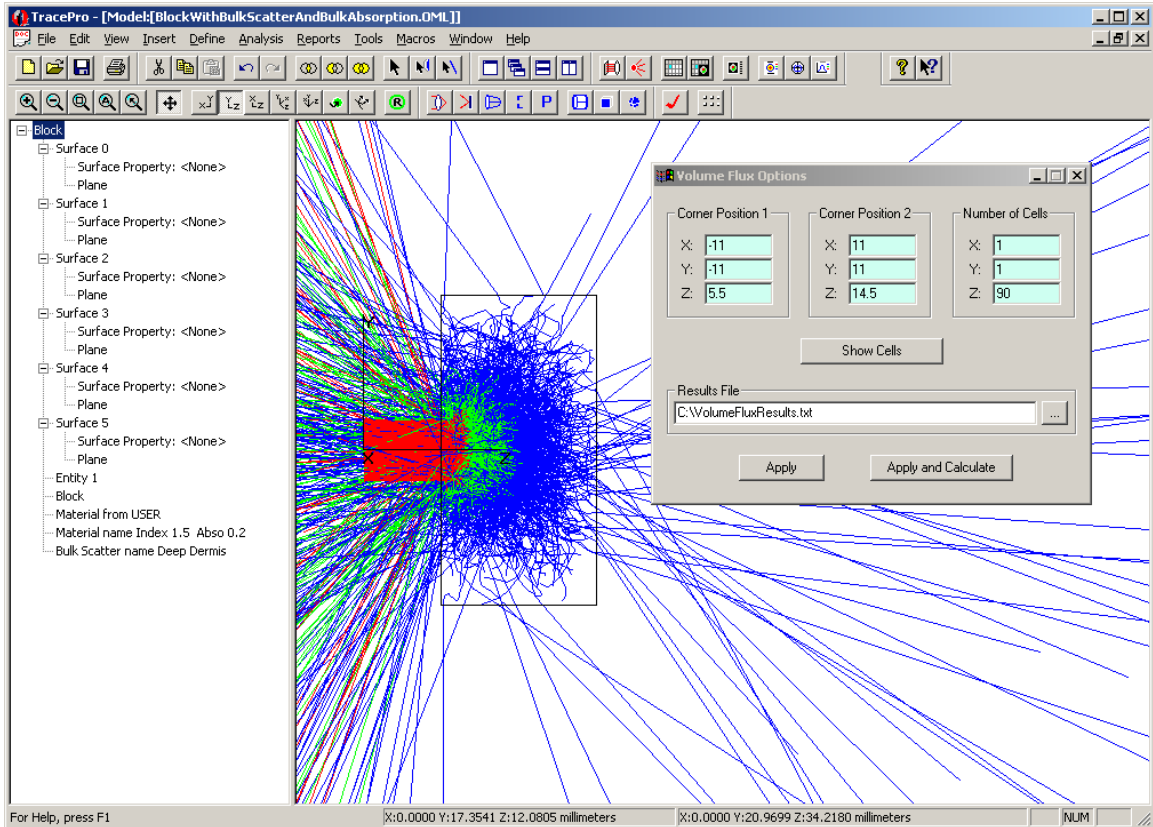 TracePro - [Model:[BlockWithBulkScatterAndBulkAbsorption.OML]]
File Edit View Insert Define Analysis Reports Tools Macros Window Help
Block
Surface 0
Surface Property: <None>
Plane
Surface 1
Surface Property: <None>
Plane
Surface 2
Surface Property: <None>
Plane
Surface 3
Surface Property: <None>
Plane
Surface 4
Surface Property: <None>
Plane
Surface 5
Surface Property: <None>
Plane
Entity 1
Block
Material from USER
Material name Index 1.5 Abso 0.2
Bulk Scatter name Deep Dermis
Y
X
Z
Volume Flux Options
Corner Position 1 Corner Position 2 Number of Cells
X: -11 X: 11 X: 1
Y: -11 Y: 11 Y: 1
Z: 5.5 Z: 14.5 Z: 90
Show Cells
Results File
C:\VolumeFluxResults.txt ...
Apply Apply and Calculate
For Help, press F1 X:0.0000 Y:17.3541 Z:12.0805 millimeters X:0.0000 Y:20.9699 Z:34.2180 millimeters NUM